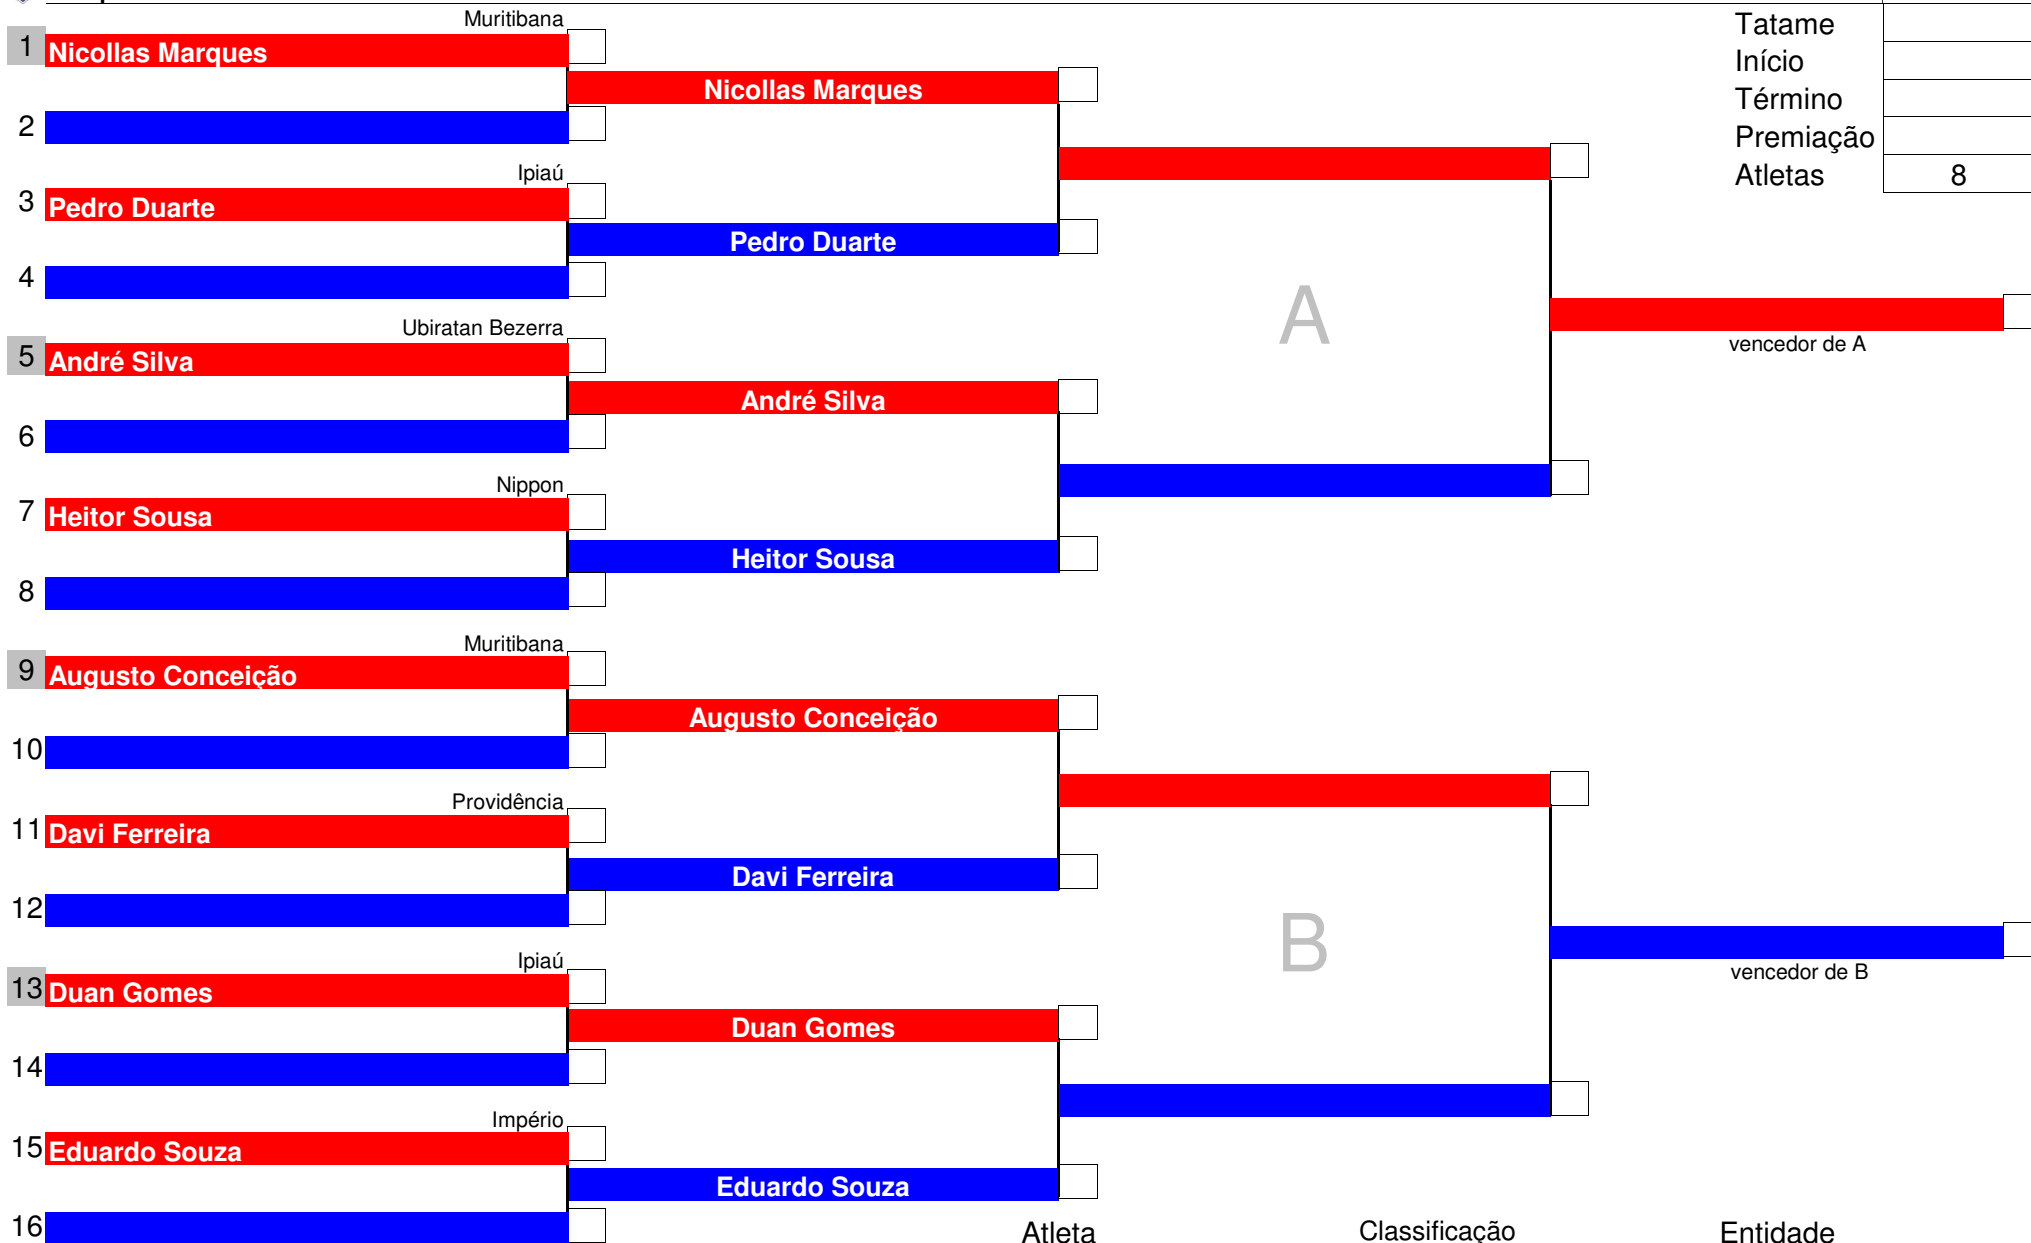 Muritibana
1 Nicollas Marques
Nicollas Marques
2
Ipiaú
3 Pedro Duarte
Pedro Duarte
4
Ubiratan Bezerra
5 André Silva
André Silva
6
Nippon
7 Heitor Sousa
Heitor Sousa
8
Muritibana
9 Augusto Conceição
Augusto Conceição
10
Providência
11 Davi Ferreira
Davi Ferreira
12
Ipiaú
13 Duan Gomes
Duan Gomes
14
Império
15 Eduardo Souza
Eduardo Souza
16
A
B
vencedor de A
vencedor de B
Tatame
Início
Término
Premiação
Atletas 8
Atleta Classificação Entidade